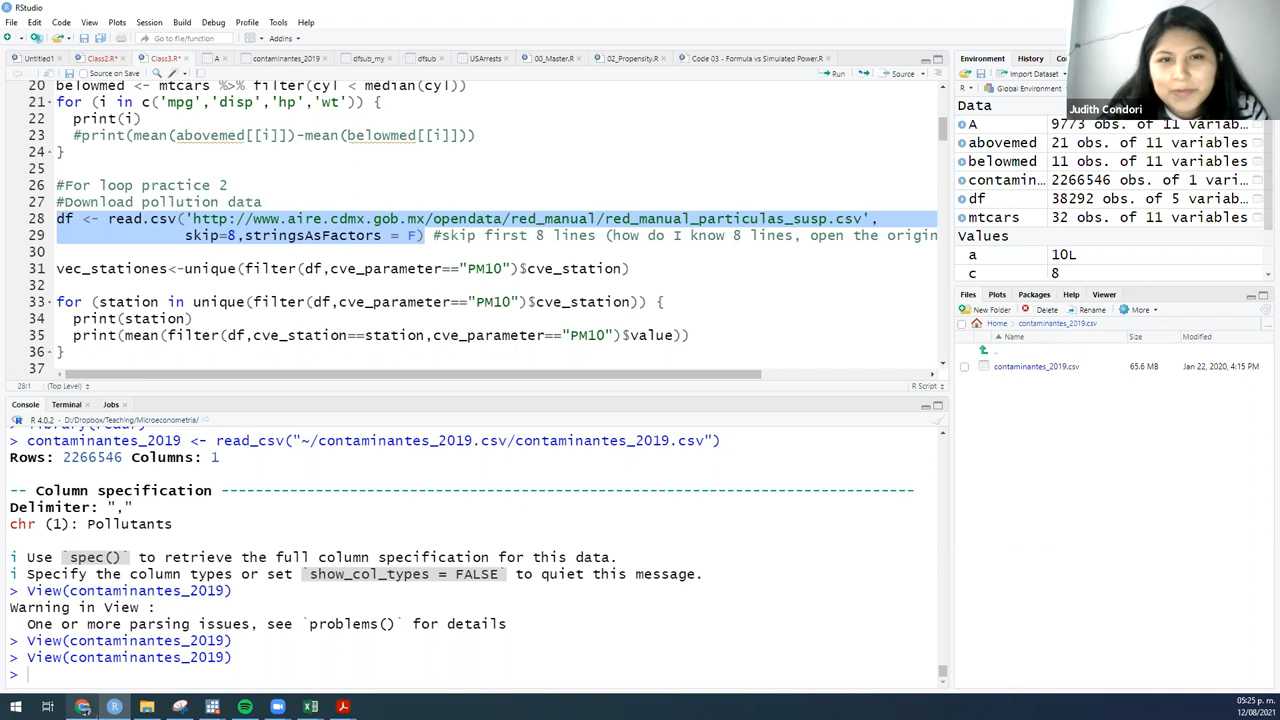 RStudio
File Edit Code View Plots Session Build Debug Profile Tools Help
Go to file/function Addins
Untitled1 Class2.R* Class3.R* A contaminantes_2019 dfsub_my dfsub USArrests 00_Master.R 02_Propensity.R Code 03 - Formula vs Simulated Power.R
Source on Save Run Source
20 belowmed <- mtcars %>% filter(cyl < median(cyl))
21 for (i in c('mpg','disp','hp','wt')) {
22 print(i)
23 #print(mean(abovemed[[i]])-mean(belowmed[[i]]))
24 }
25
26 #For loop practice 2
27 #Download pollution data
28 df <- read.csv('http://www.aire.cdmx.gob.mx/opendata/red_manual/red_manual_particulas_susp.csv',
29 skip=8,stringsAsFactors = F) #skip first 8 lines (how do I know 8 lines, open the origin
30
31 vec_stationes<-unique(filter(df,cve_parameter=="PM10")$cve_station)
32
33 for (station in unique(filter(df,cve_parameter=="PM10")$cve_station)) {
34 print(station)
35 print(mean(filter(df,cve_station==station,cve_parameter=="PM10")$value))
36 }
37
28:1 (Top Level) R Script
Console Terminal Jobs
R 4.0.2 · D:/Dropbox/Teaching/Microeconometria/
> library(readr)
> contaminantes_2019 <- read_csv("~/contaminantes_2019.csv/contaminantes_2019.csv")
Rows: 2266546 Columns: 1
-- Column specification --------------------------------------------------------
Delimiter: ","
chr (1): Pollutants
i Use `spec()` to retrieve the full column specification for this data.
i Specify the column types or set `show_col_types = FALSE` to quiet this message.
> View(contaminantes_2019)
Warning in View :
One or more parsing issues, see `problems()` for details
> View(contaminantes_2019)
> View(contaminantes_2019)
>
Environment History
Import Dataset
R Global Environment
Judith Condori
Data
A 9773 obs. of 11 variab…
abovemed 21 obs. of 11 variables
belowmed 11 obs. of 11 variables
contamin… 2266546 obs. of 1 vari…
df 38292 obs. of 5 variab…
mtcars 32 obs. of 11 variables
Values
a 10L
c 8
Files Plots Packages Help Viewer
New Folder Delete Rename More
Home contaminantes_2019.csv
Name Size Modified
..
contaminantes_2019.csv 65.6 MB Jan 22, 2020, 4:15 PM
05:25 p. m.
12/08/2021